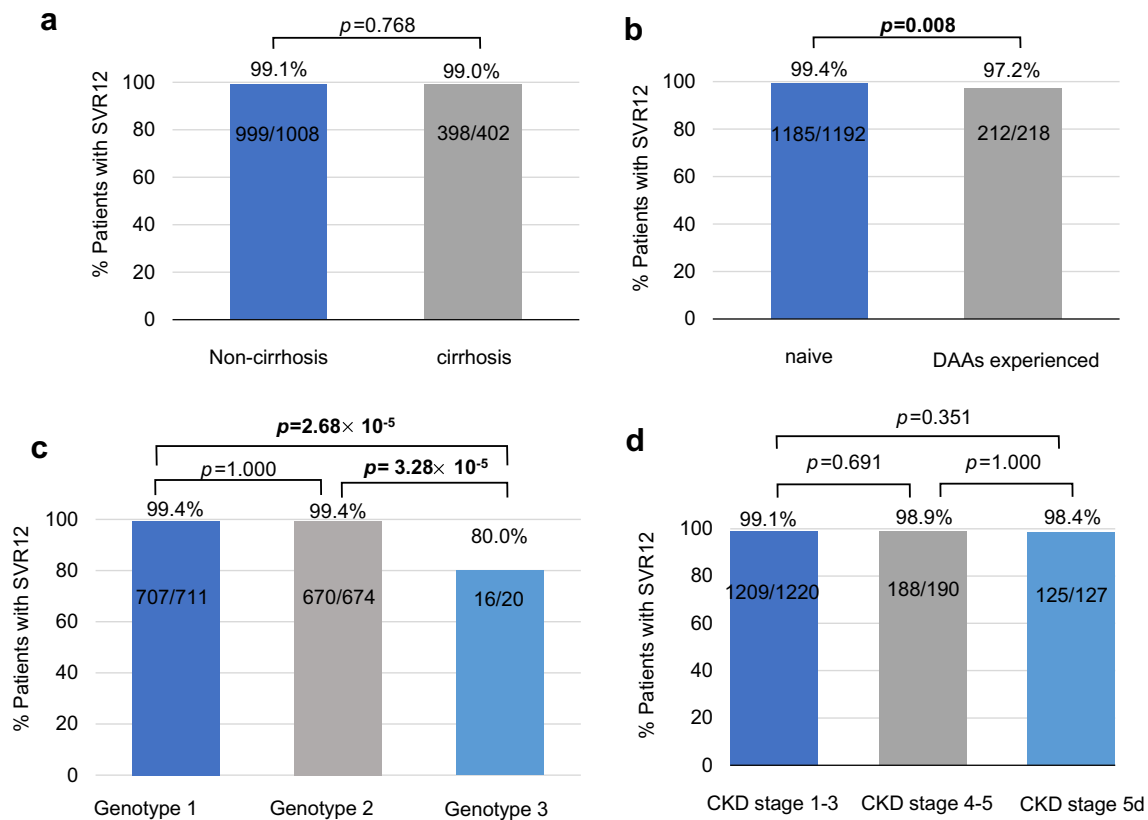 a
p=0.768
99.1%
99.0%
% Patients with SVR12
100
80
60
40
20
0
999/1008
398/402
Non-cirrhosis
cirrhosis
b
p=0.008
99.4%
97.2%
% Patients with SVR12
100
80
60
40
20
0
1185/1192
212/218
naive
DAAs experienced
c
p=2.68× 10-5
p=1.000
p= 3.28× 10-5
99.4%
99.4%
80.0%
% Patients with SVR12
100
80
60
40
20
0
707/711
670/674
16/20
Genotype 1
Genotype 2
Genotype 3
d
p=0.351
p=0.691
p=1.000
99.1%
98.9%
98.4%
% Patients with SVR12
100
80
60
40
20
0
1209/1220
188/190
125/127
CKD stage 1-3
CKD stage 4-5
CKD stage 5d